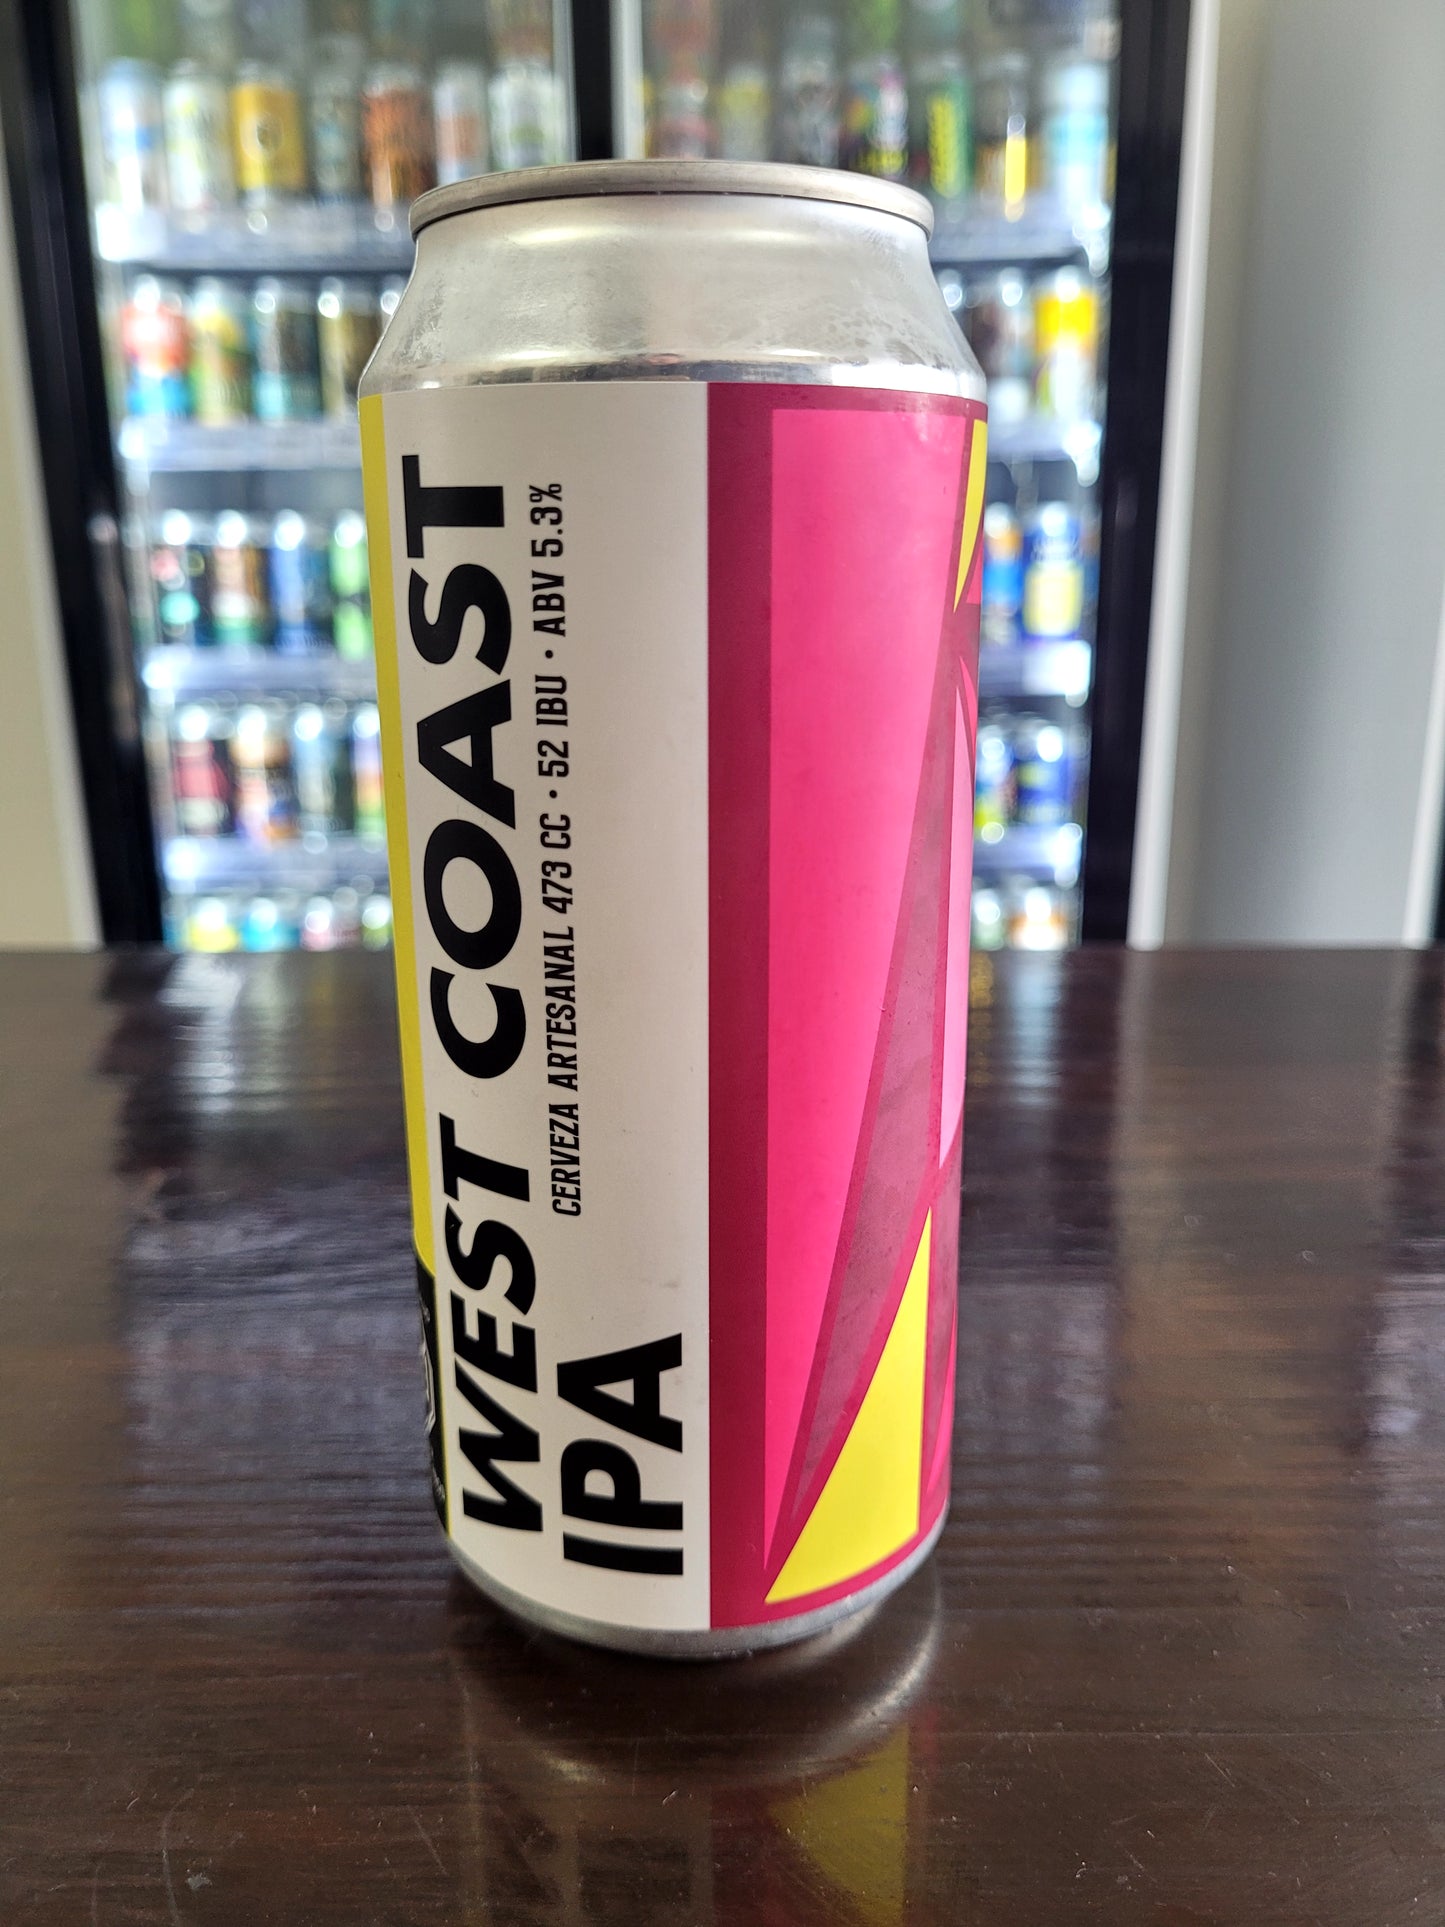 WEST COAST
CERVEZA ARTESANAL 473 CC · 52 IBU · ABV 5.3%
IPA